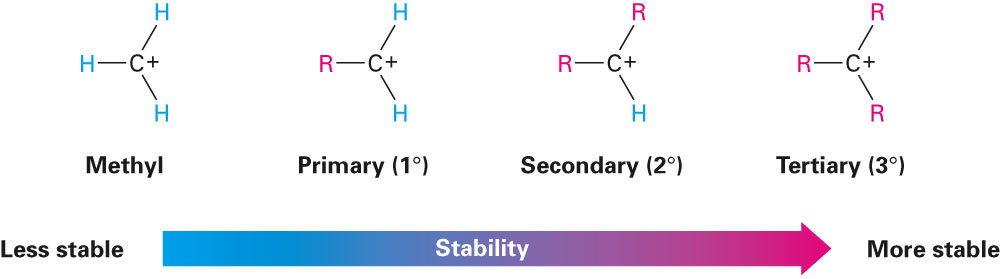 H H R R
H C+ R C+ R C+ R C+
H H H R
Methyl Primary (1°) Secondary (2°) Tertiary (3°)
Less stable Stability More stable